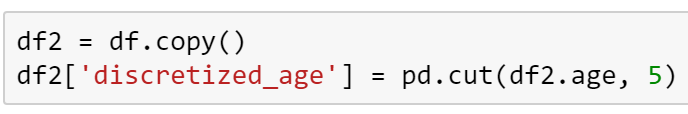 df2 = df.copy()
df2['discretized_age'] = pd.cut(df2.age, 5)